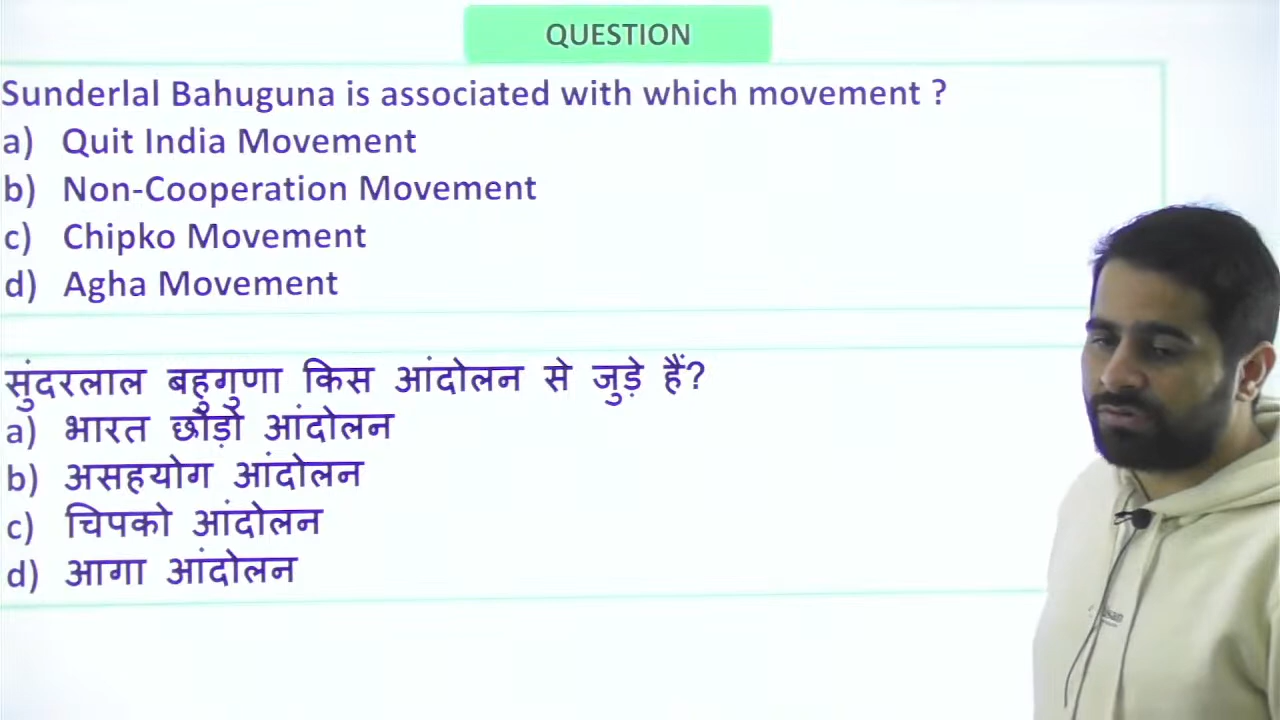 QUESTION
Sunderlal Bahuguna is associated with which movement ?
a) Quit India Movement
b) Non-Cooperation Movement
c) Chipko Movement
d) Agha Movement
सुंदरलाल बहुगुणा किस आंदोलन से जुड़े हैं?
a) भारत छोड़ो आंदोलन
b) असहयोग आंदोलन
c) चिपको आंदोलन
d) आगा आंदोलन